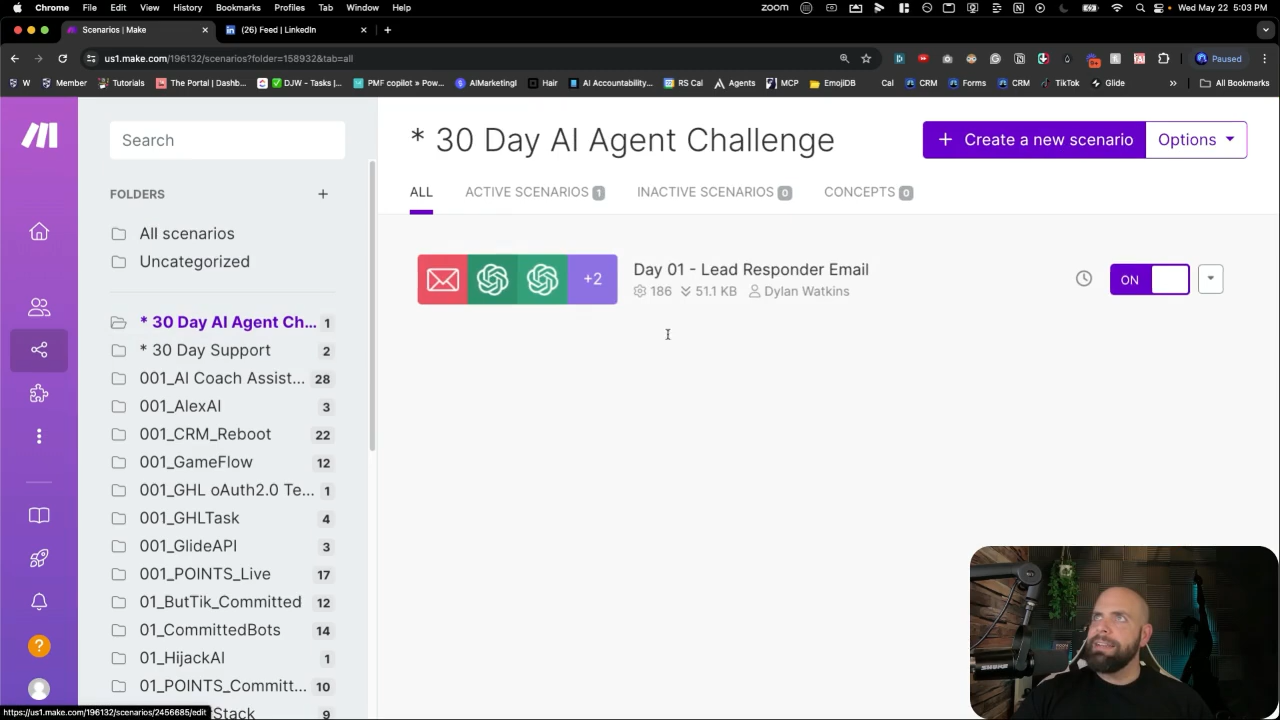 Chrome File Edit View History Bookmarks Profiles Tab Window Help
zoom
Wed May 22 5:03 PM
Scenarios | Make
(26) Feed | LinkedIn
us1.make.com/196132/scenarios?folder=158932&tab=all
Paused
W
Member
Tutorials
The Portal | Dashb...
DJW - Tasks |...
PMF copilot • Pow...
AIMarketingl
Hair
AI Accountability...
RS Cal
Agents
MCP
EmojiDB
Cal
CRM
Forms
CRM
TikTok
Glide
»
All Bookmarks
Search
FOLDERS
All scenarios
Uncategorized
* 30 Day AI Agent Ch... 1
* 30 Day Support 2
001_AI Coach Assist... 28
001_AlexAI 3
001_CRM_Reboot 22
001_GameFlow 12
001_GHL oAuth2.0 Te... 1
001_GHLTask 4
001_GlideAPI 3
001_POINTS_Live 17
01_ButTik_Committed 12
01_CommittedBots 14
01_HijackAI 1
01_POINTS_Committ... 10
Stack 9
?
https://us1.make.com/196132/scenarios/2456685/edit
* 30 Day AI Agent Challenge
+ Create a new scenario
Options
ALL
ACTIVE SCENARIOS 1
INACTIVE SCENARIOS 0
CONCEPTS 0
+2
Day 01 - Lead Responder Email
186 51.1 KB Dylan Watkins
ON
SHURE